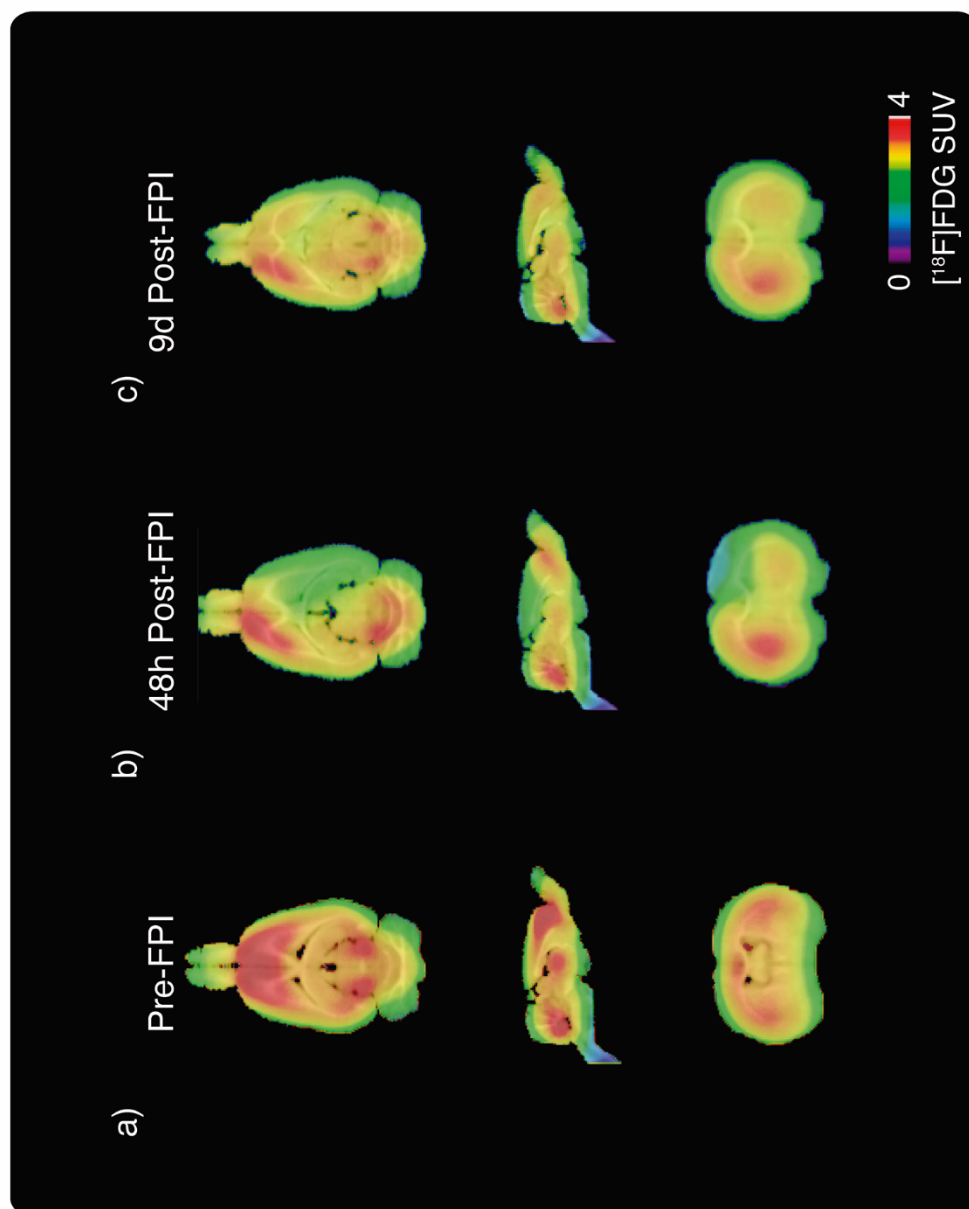 a)
Pre-FPI
b)
48h Post-FPI
c)
9d Post-FPI
0 4
[¹⁸F]FDG SUV